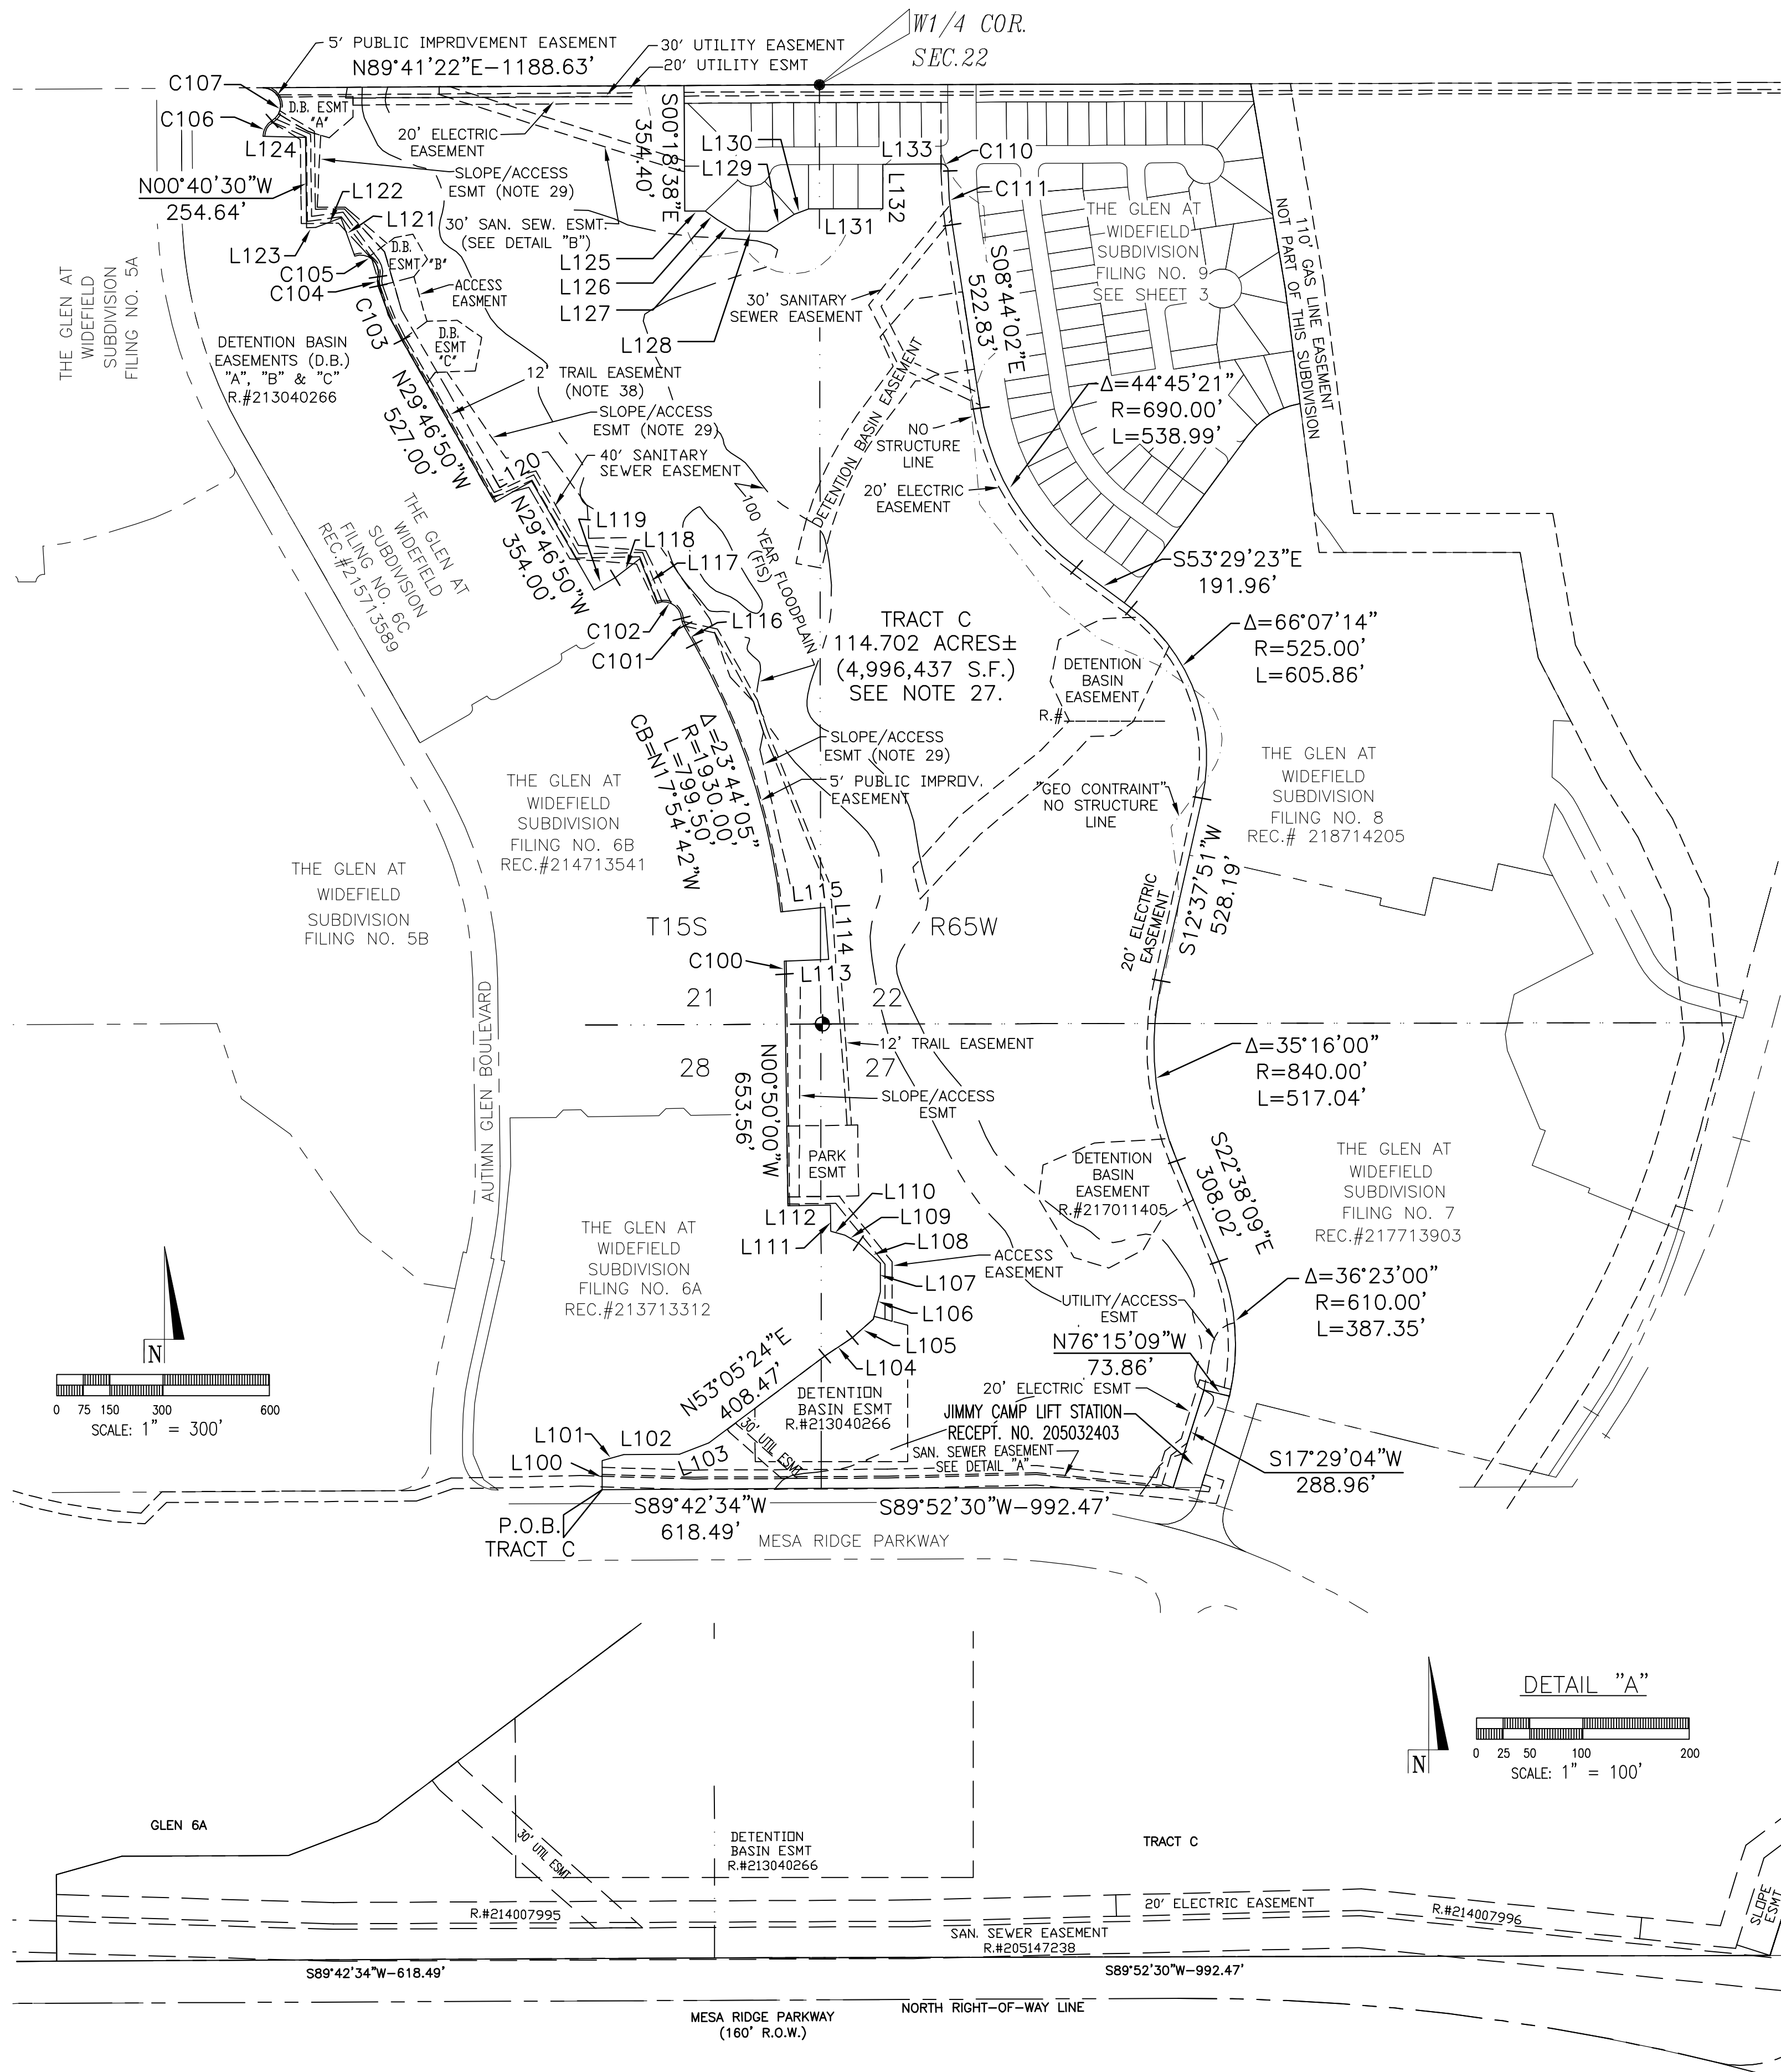 W1/4 COR.
SEC.22
5' PUBLIC IMPROVEMENT EASEMENT
30' UTILITY EASEMENT
N89°41'22"E-1188.63'
20' UTILITY ESMT
C107
D.B. ESMT
"A"
C106
L124
20' ELECTRIC
EASEMENT
S00°18'38"E
354.40'
L130
L129
L133
C110
C111
L132
L131
N00°40'30"W
254.64'
SLOPE/ACCESS
ESMT (NOTE 29)
L122
L121
30' SAN. SEW. ESMT.
(SEE DETAIL "B")
L123
D.B.
ESMT "B"
C105
C104
ACCESS
EASMENT
C103
L125
L126
L127
L128
30' SANITARY
SEWER EASEMENT
S08°44'02"E
522.83'
THE GLEN AT
WIDEFIELD
SUBDIVISION
FILING NO. 9
SEE SHEET 3
110' GAS LINE EASEMENT
NOT PART OF THIS SUBDIVISION
THE GLEN AT
WIDEFIELD
SUBDIVISION
FILING NO. 5A
DETENTION BASIN
EASEMENTS (D.B.)
"A", "B" & "C"
R.#213040266
D.B.
ESMT
"C"
12' TRAIL EASEMENT
(NOTE 38)
N29°46'50"W
527.00'
SLOPE/ACCESS
ESMT (NOTE 29)
120
40' SANITARY
SEWER EASEMENT
DETENTION BASIN EASEMENT
NO
STRUCTURE
LINE
20' ELECTRIC
EASEMENT
Δ=44°45'21"
R=690.00'
L=538.99'
100 YEAR FLOODPLAIN
(FIS)
THE GLEN AT
WIDEFIELD
SUBDIVISION
FILING NO. 6C
REC.#215713589
N29°46'50"W
354.00'
L119
L118
L117
L116
C102
C101
S53°29'23"E
191.96'
TRACT C
114.702 ACRES±
(4,996,437 S.F.)
SEE NOTE 27.
Δ=66°07'14"
R=525.00'
L=605.86'
DETENTION
BASIN
EASEMENT
R.#
Δ=23°44'05"
R=1930.00'
L=799.50'
CB=N17°54'42"W
SLOPE/ACCESS
ESMT (NOTE 29)
5' PUBLIC IMPROV.
EASEMENT
"GEO CONTRAINT"
NO STRUCTURE
LINE
THE GLEN AT
WIDEFIELD
SUBDIVISION
FILING NO. 8
REC.# 218714205
THE GLEN AT
WIDEFIELD
SUBDIVISION
FILING NO. 6B
REC.#214713541
THE GLEN AT
WIDEFIELD
SUBDIVISION
FILING NO. 5B
L115
L114
T15S
R65W
20' ELECTRIC
EASEMENT
S12°37'51"W
528.19'
C100
L113
21
22
AUTIMN GLEN BOULEVARD
28
27
12' TRAIL EASEMENT
N00°50'00"W
653.56'
Δ=35°16'00"
R=840.00'
L=517.04'
SLOPE/ACCESS
ESMT
PARK
ESMT
DETENTION
BASIN
EASEMENT
R.#217011405
S22°38'09"E
308.02'
THE GLEN AT
WIDEFIELD
SUBDIVISION
FILING NO. 7
REC.#217713903
L110
L112
L109
L111
L108
ACCESS
EASEMENT
L107
L106
L105
L104
THE GLEN AT
WIDEFIELD
SUBDIVISION
FILING NO. 6A
REC.#213713312
UTILITY/ACCESS
ESMT
Δ=36°23'00"
R=610.00'
L=387.35'
N76°15'09"W
73.86'
N
0 75 150 300 600
SCALE: 1" = 300'
N53°05'24"E
408.47'
DETENTION
BASIN ESMT
R.#213040266
20' ELECTRIC ESMT
JIMMY CAMP LIFT STATION
RECEPT. NO. 205032403
SAN. SEWER EASEMENT
SEE DETAIL "A"
L101
L102
L100
L103
30' UTIL ESMT
S17°29'04"W
288.96'
S89°42'34"W
618.49'
S89°52'30"W-992.47'
P.O.B.
TRACT C
MESA RIDGE PARKWAY
DETAIL "A"
N
0 25 50 100 200
SCALE: 1" = 100'
GLEN 6A
30' UTIL ESMT
DETENTION
BASIN ESMT
R.#213040266
TRACT C
R.#214007995
20' ELECTRIC EASEMENT
R.#214007996
SLOPE
ESMT
SAN. SEWER EASEMENT
R.#205147238
S89°42'34"W-618.49'
S89°52'30"W-992.47'
MESA RIDGE PARKWAY
(160' R.O.W.)
NORTH RIGHT-OF-WAY LINE